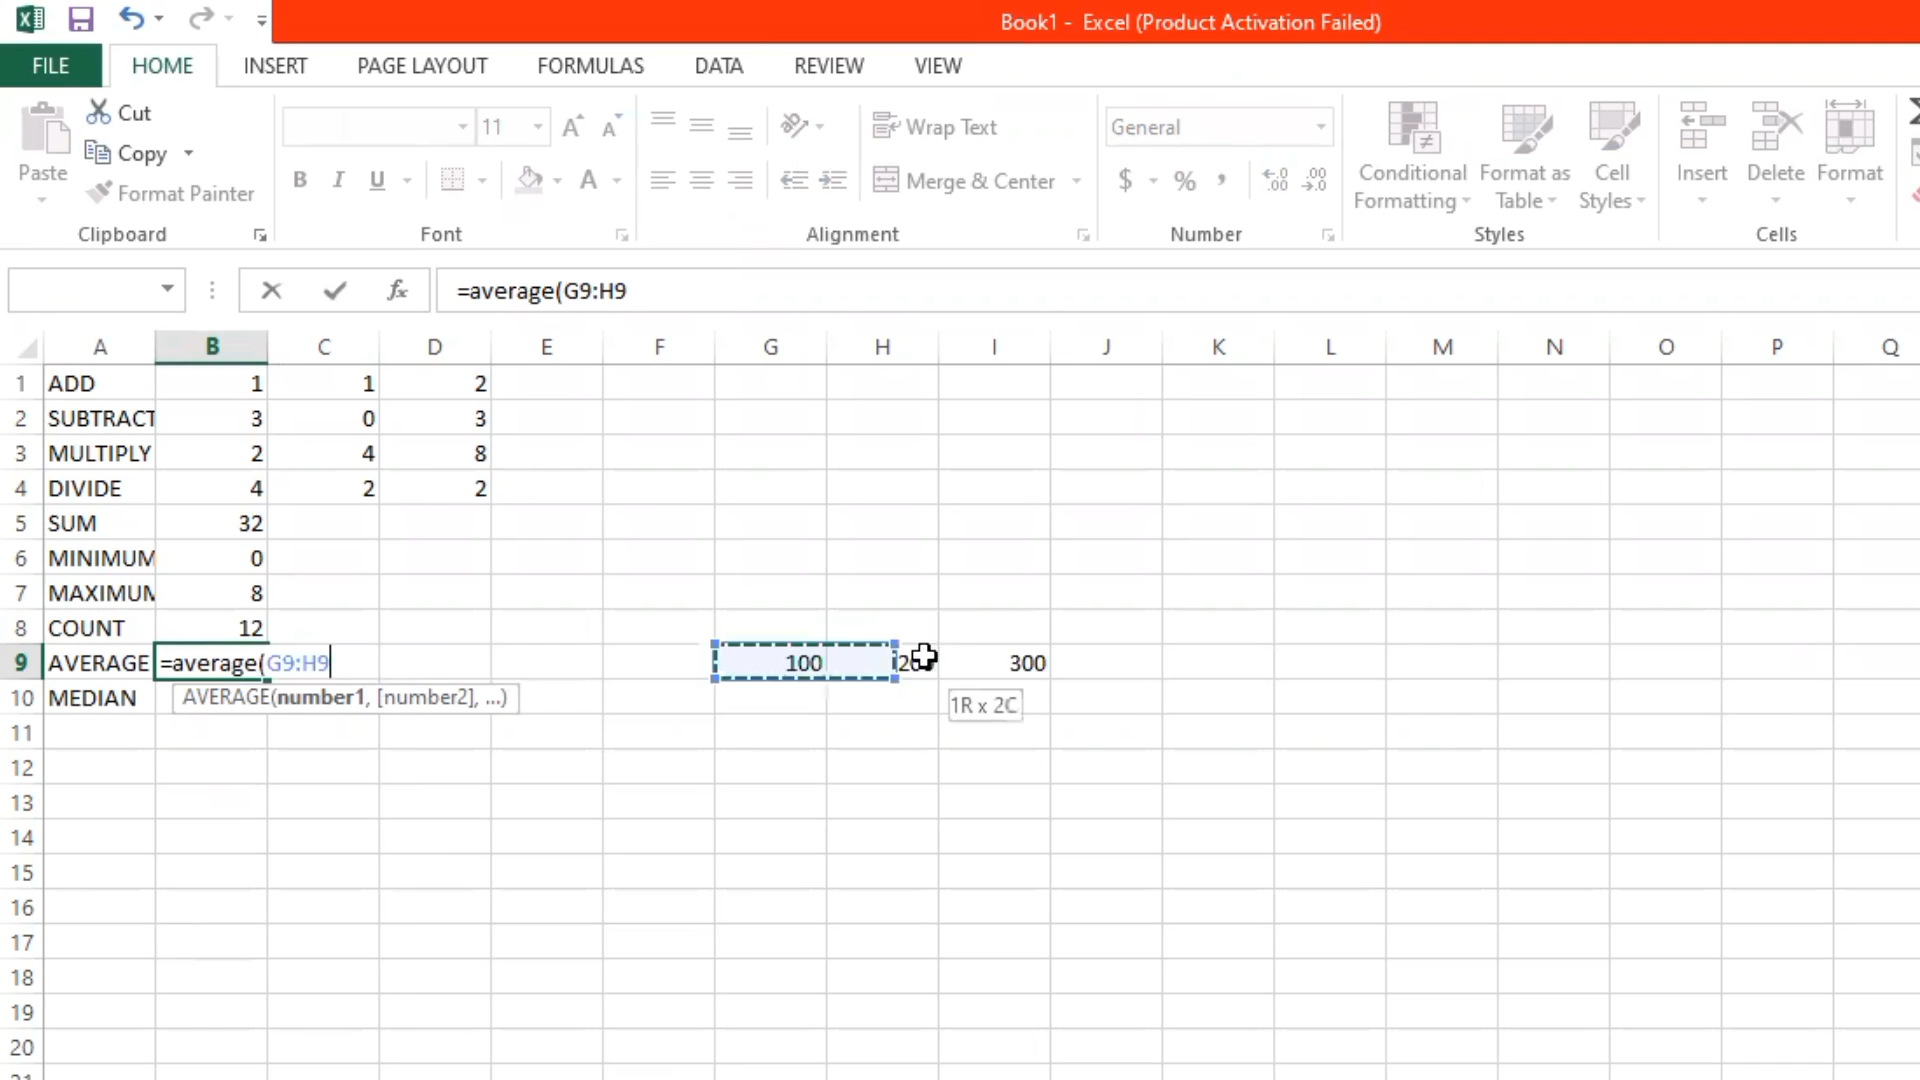 Book1 - Excel (Product Activation Failed)
FILE HOME INSERT PAGE LAYOUT FORMULAS DATA REVIEW VIEW
Paste
Cut
Copy
Format Painter
Clipboard
11
A A
B I U A
Font
Wrap Text
Merge & Center
Alignment
General
$ % , .00 .00
Number
Conditional Formatting
Format as Table
Cell Styles
Styles
Insert Delete Format
Cells
fx =average(G9:H9
A B C D E F G H I J K L M N O P Q
1 ADD 1 1 2
2 SUBTRACT 3 0 3
3 MULTIPLY 2 4 8
4 DIVIDE 4 2 2
5 SUM 32
6 MINIMUM 0
7 MAXIMUM 8
8 COUNT 12
9 AVERAGE =average(G9:H9 100 300
10 MEDIAN AVERAGE(number1, [number2], ...) 1R x 2C
11
12
13
14
15
16
17
18
19
20